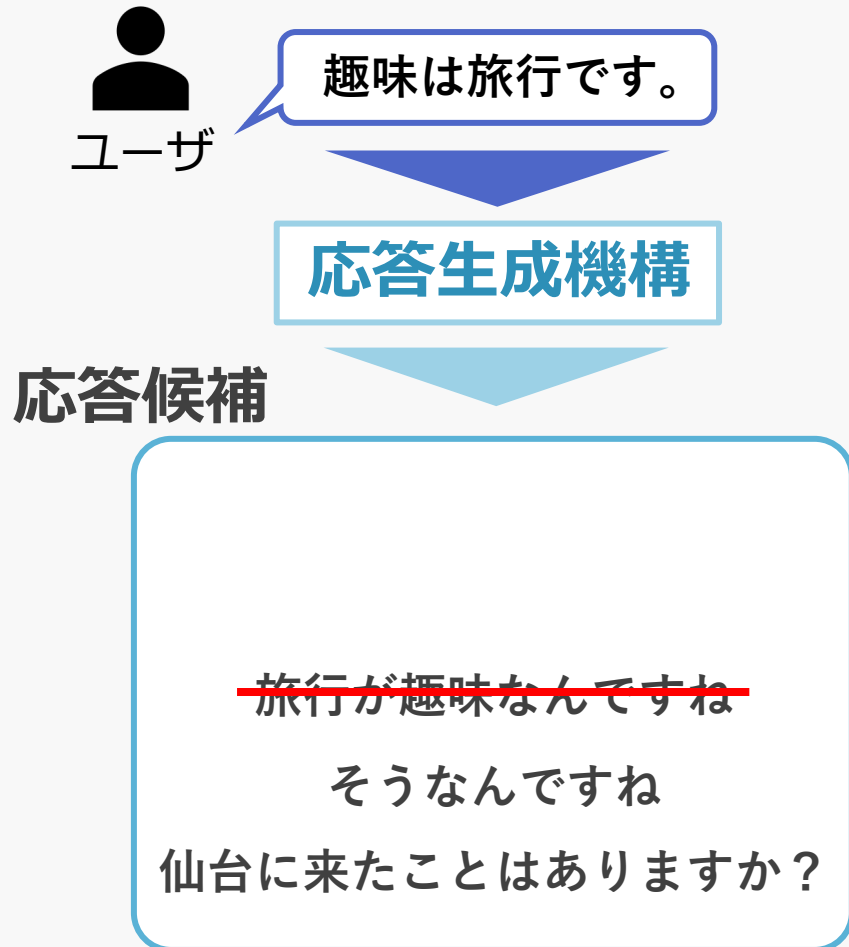 趣味は旅行です。
ユーザ
応答生成機構
応答候補
旅行が趣味なんですね
そうなんですね
仙台に来たことはありますか？